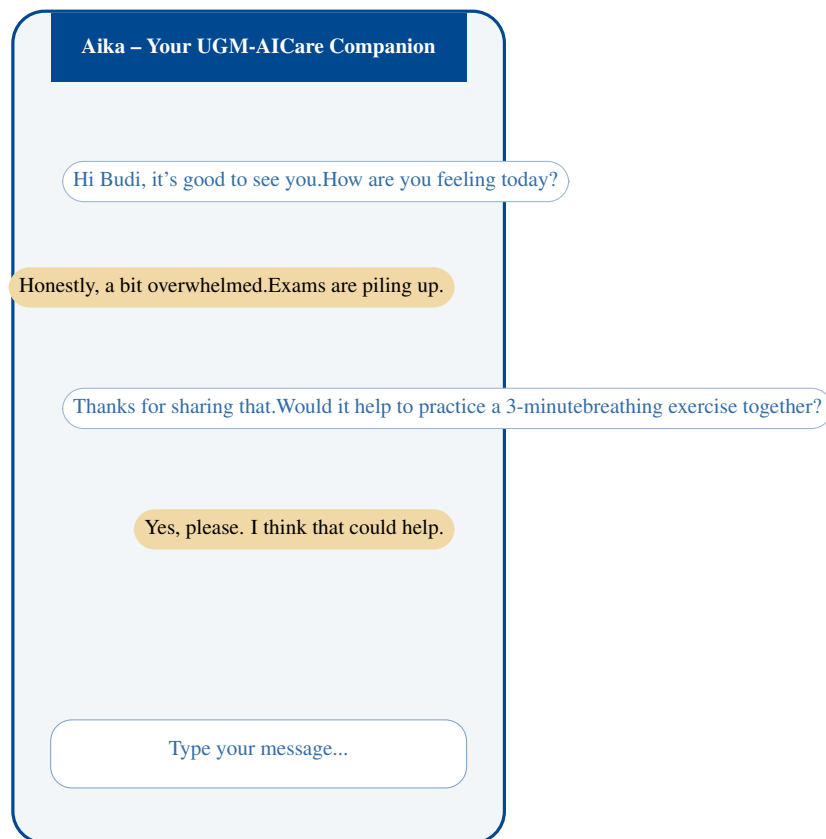 Aika – Your UGM-AICare Companion
Hi Budi, it’s good to see you.How are you feeling today?
Honestly, a bit overwhelmed.Exams are piling up.
Thanks for sharing that.Would it help to practice a 3-minutebreathing exercise together?
Yes, please. I think that could help.
Type your message...